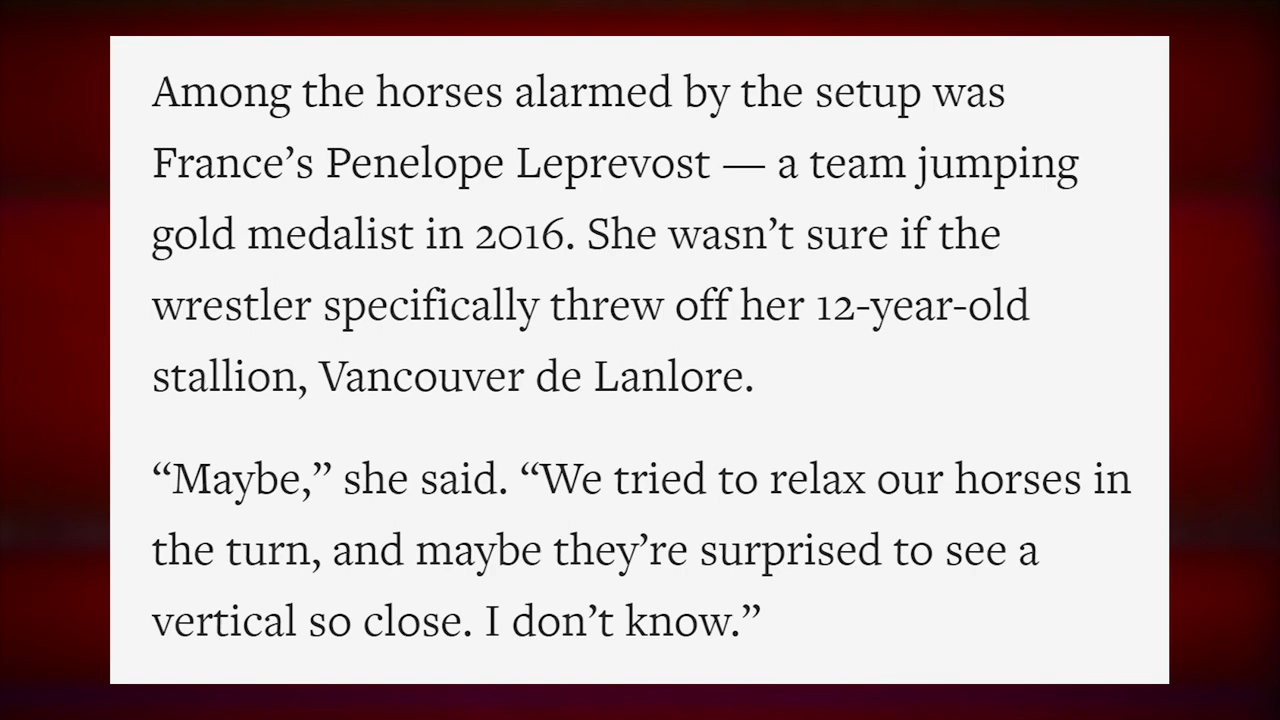 Among the horses alarmed by the setup was
France’s Penelope Leprevost — a team jumping
gold medalist in 2016. She wasn’t sure if the
wrestler specifically threw off her 12-year-old
stallion, Vancouver de Lanlore.
“Maybe,” she said. “We tried to relax our horses in
the turn, and maybe they’re surprised to see a
vertical so close. I don’t know.”